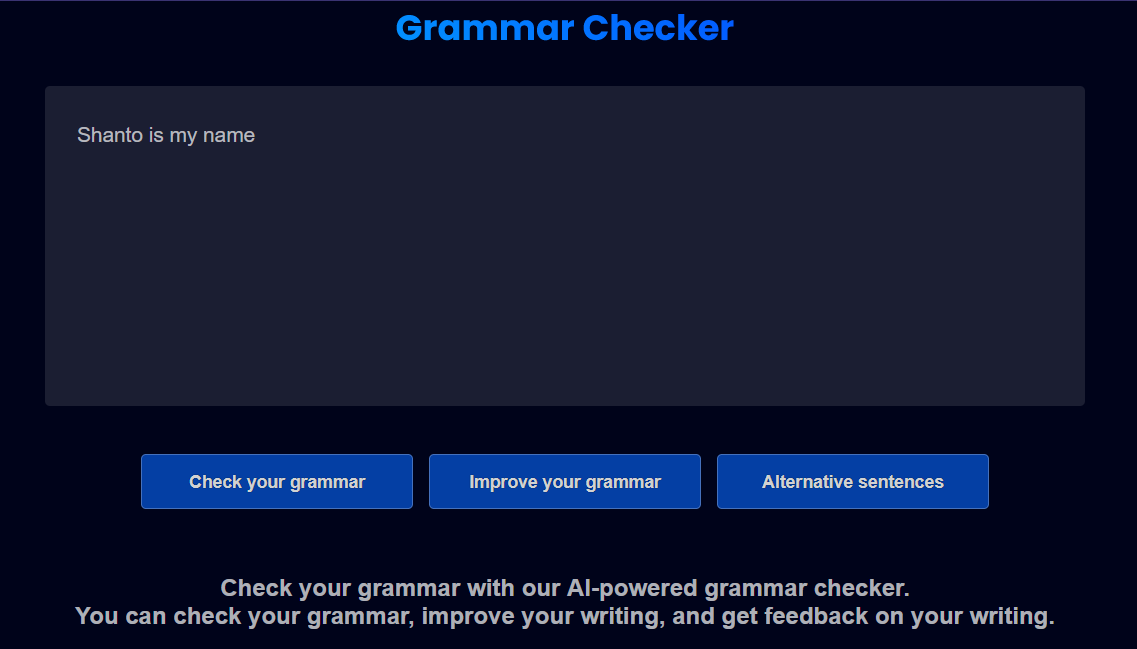 Grammar Checker
Shanto is my name
Check your grammar
Improve your grammar
Alternative sentences
Check your grammar with our AI-powered grammar checker.
You can check your grammar, improve your writing, and get feedback on your writing.